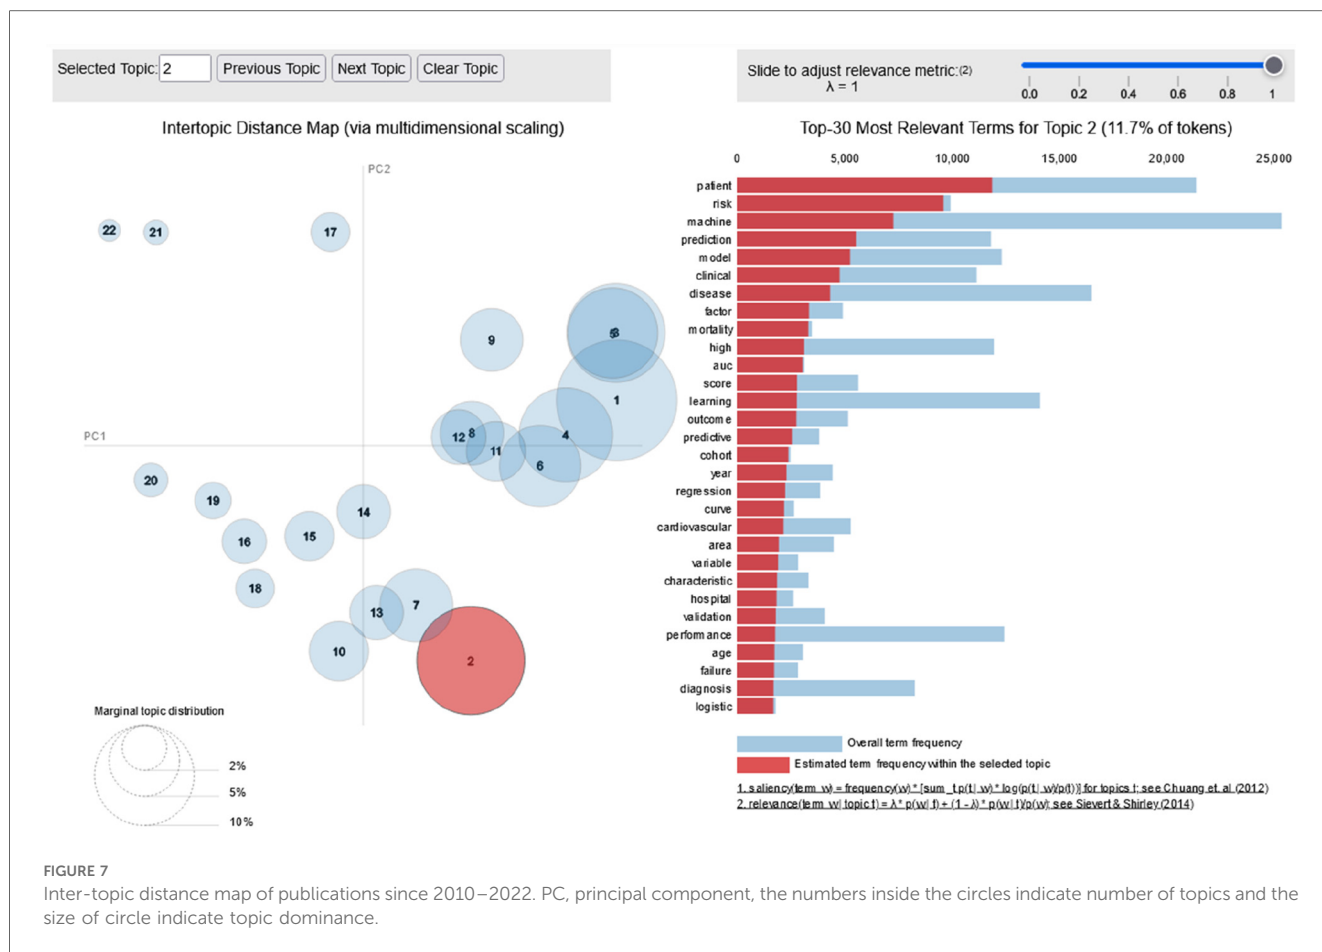 Selected Topic: 2 Previous Topic Next Topic Clear Topic
Slide to adjust relevance metric:(2)
λ = 1
0.0 0.2 0.4 0.6 0.8 1
Intertopic Distance Map (via multidimensional scaling)
PC2
PC1
22
21
17
9
5
3
1
12
8
11
4
6
20
19
16
15
14
18
13
7
10
2
Marginal topic distribution
2%
5%
10%
Top-30 Most Relevant Terms for Topic 2 (11.7% of tokens)
0 5,000 10,000 15,000 20,000 25,000
patient
risk
machine
prediction
model
clinical
disease
factor
mortality
high
auc
score
learning
outcome
predictive
cohort
year
regression
curve
cardiovascular
area
variable
characteristic
hospital
validation
performance
age
failure
diagnosis
logistic
Overall term frequency
Estimated term frequency within the selected topic
1. saliency(term w) = frequency(w) * [sum_t p(t | w) * log(p(t | w)/p(t))] for topics t; see Chuang et. al (2012)
2. relevance(term w | topic t) = λ * p(w | t) + (1 - λ) * p(w | t)/p(w); see Sievert & Shirley (2014)
FIGURE 7
Inter-topic distance map of publications since 2010–2022. PC, principal component, the numbers inside the circles indicate number of topics and the
size of circle indicate topic dominance.